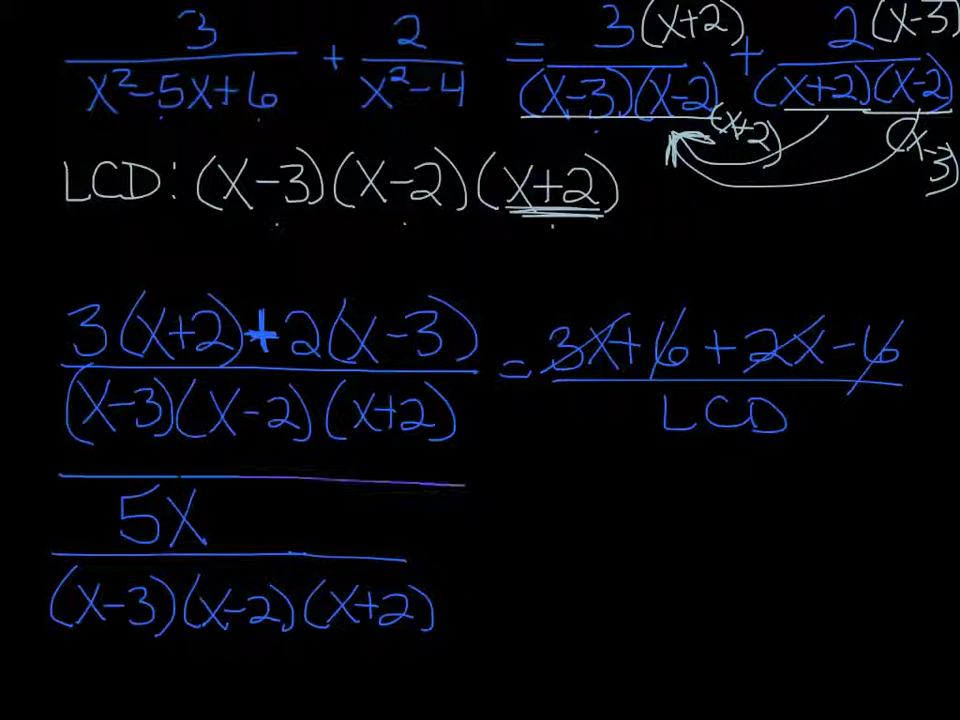 3/(x²-5x+6) + 2/(x²-4) = 3(x+2)/((x-3)(x-2)(x+2)) + 2(x-3)/((x+2)(x-2)(x-3))
LCD: (x-3)(x-2)(x+2)
(3(x+2)+2(x-3))/((x-3)(x-2)(x+2)) = (3x+6+2x-6)/LCD
5x/((x-3)(x-2)(x+2))